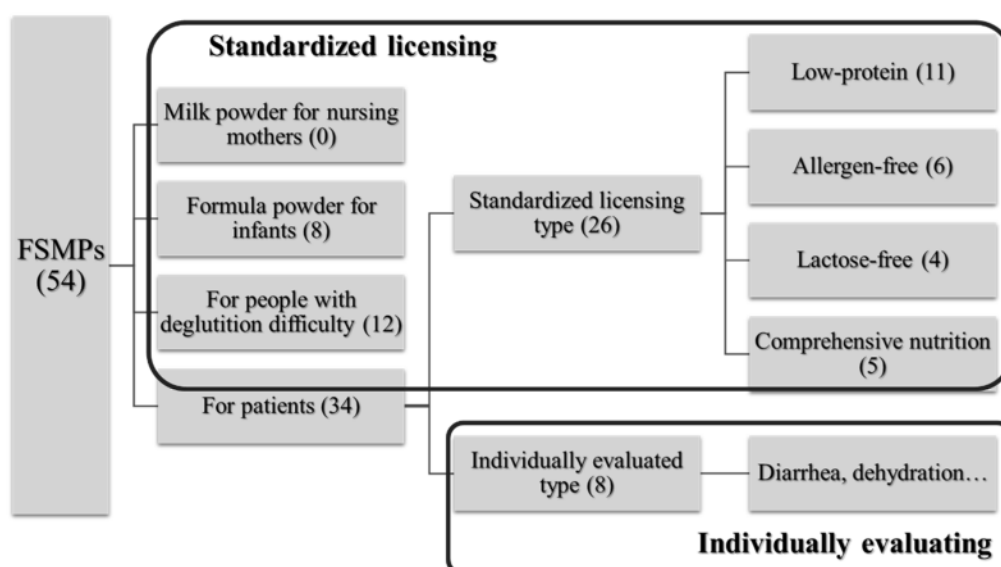 Standardized licensing
FSMPs
(54)
Milk powder for nursing
mothers (0)
Formula powder for
infants (8)
For people with
deglutition difficulty (12)
For patients (34)
Standardized licensing
type (26)
Low-protein (11)
Allergen-free (6)
Lactose-free (4)
Comprehensive nutrition
(5)
Individually evaluated
type (8)
Diarrhea, dehydration…
Individually evaluating